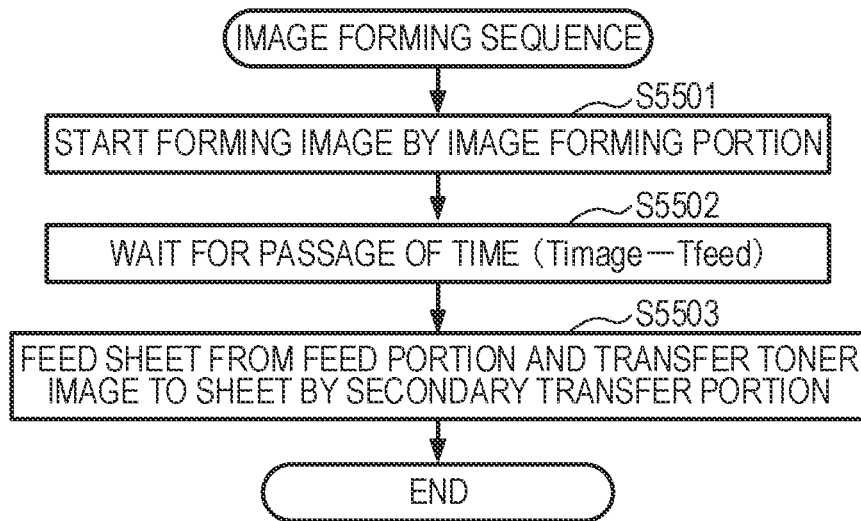 IMAGE FORMING SEQUENCE
S5501
START FORMING IMAGE BY IMAGE FORMING PORTION
S5502
WAIT FOR PASSAGE OF TIME (Timage—Tfeed)
S5503
FEED SHEET FROM FEED PORTION AND TRANSFER TONER
IMAGE TO SHEET BY SECONDARY TRANSFER PORTION
END